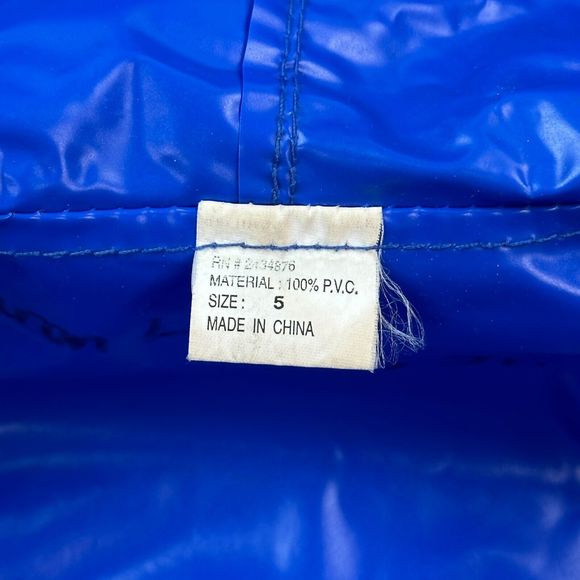 RN # 2434876
MATERIAL : 100% P.V.C.
SIZE : 5
MADE IN CHINA